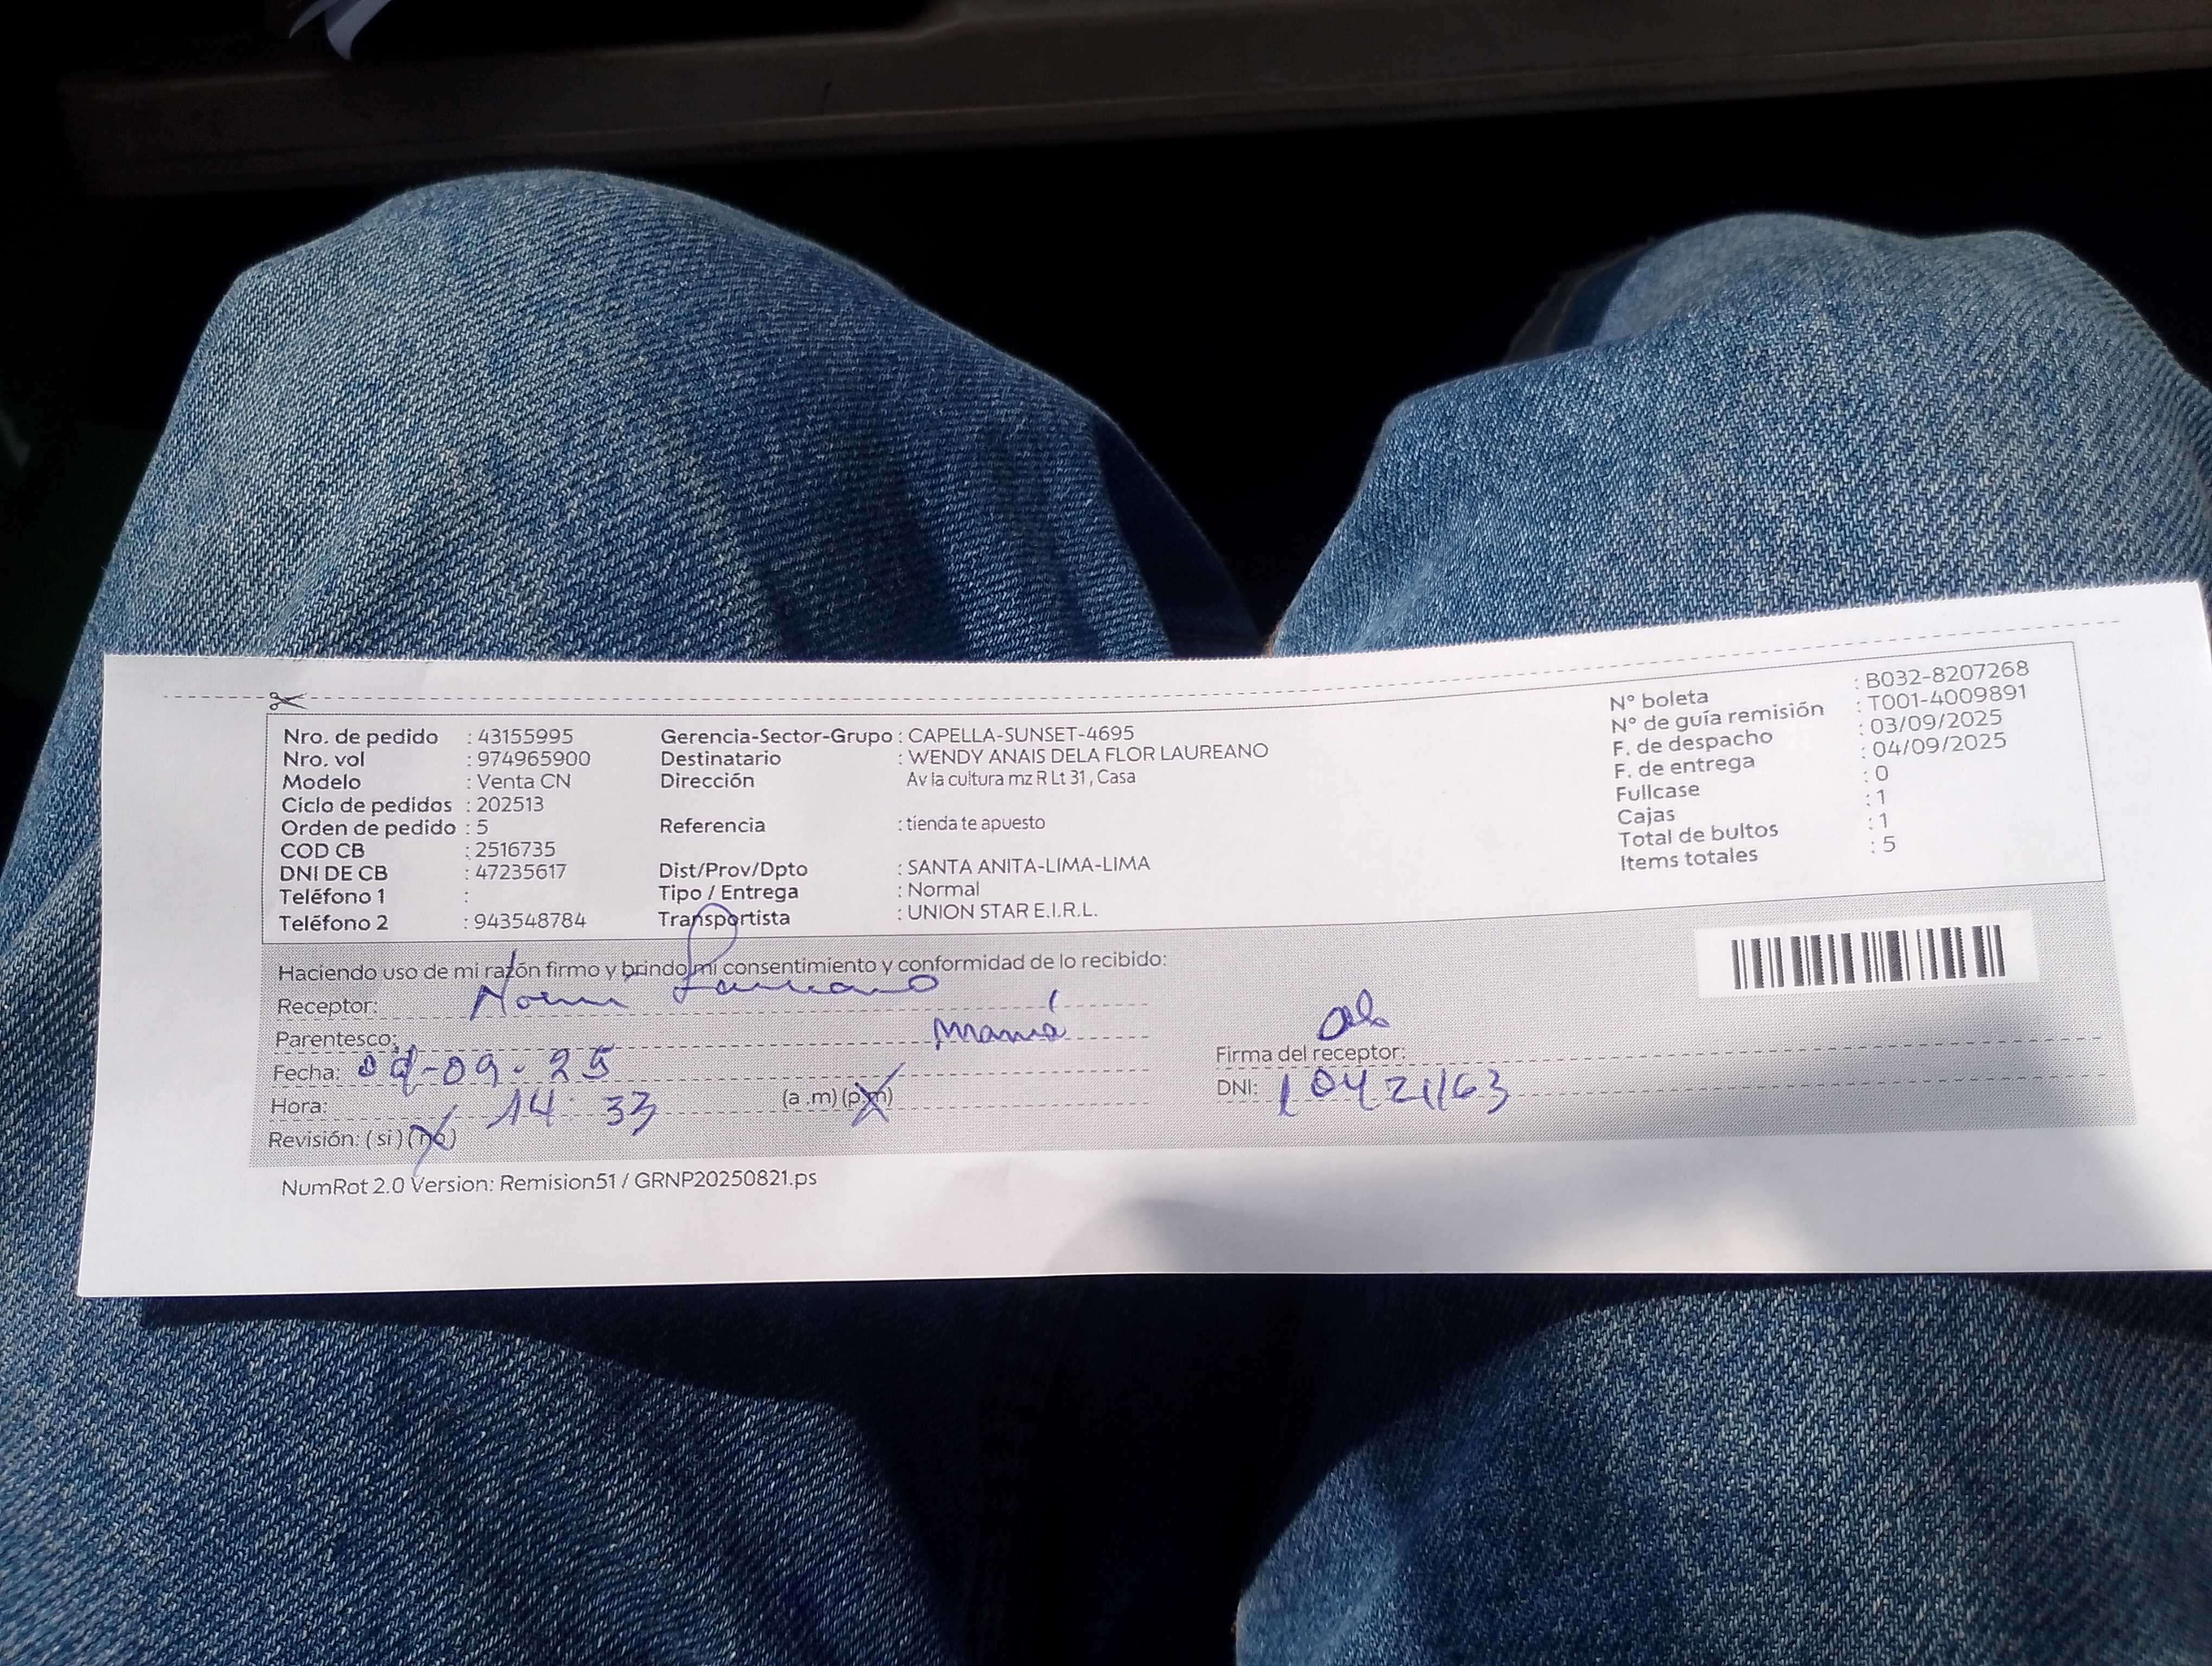 Nro. de pedido : 43155995
Nro. vol : 974965900
Modelo : Venta CN
Ciclo de pedidos : 202513
Orden de pedido : 5
COD CB : 2516735
DNI DE CB : 47235617
Teléfono 1 :
Teléfono 2 : 943548784
Gerencia-Sector-Grupo : CAPELLA-SUNSET-4695
Destinatario : WENDY ANAIS DELA FLOR LAUREANO
Dirección Av la cultura mz R Lt 31 , Casa
Referencia : tienda te apuesto
Dist/Prov/Dpto : SANTA ANITA-LIMA-LIMA
Tipo / Entrega : Normal
Transportista : UNION STAR E.I.R.L.
N° boleta : B032-8207268
N° de guía remisión : T001-4009891
F. de despacho : 03/09/2025
F. de entrega : 04/09/2025
Fullcase : 0
Cajas : 1
Total de bultos : 1
Items totales : 5
Haciendo uso de mi razón firmo y brindo mi consentimiento y conformidad de lo recibido:
Receptor: Laureano
Parentesco: mamá
Fecha: 04-09-25
Hora: 14:33 (a .m) (p.m)
Revisión: ( si ) ( no )
Firma del receptor:
DNI: 10421163
NumRot 2.0 Version: Remision51 / GRNP20250821.ps